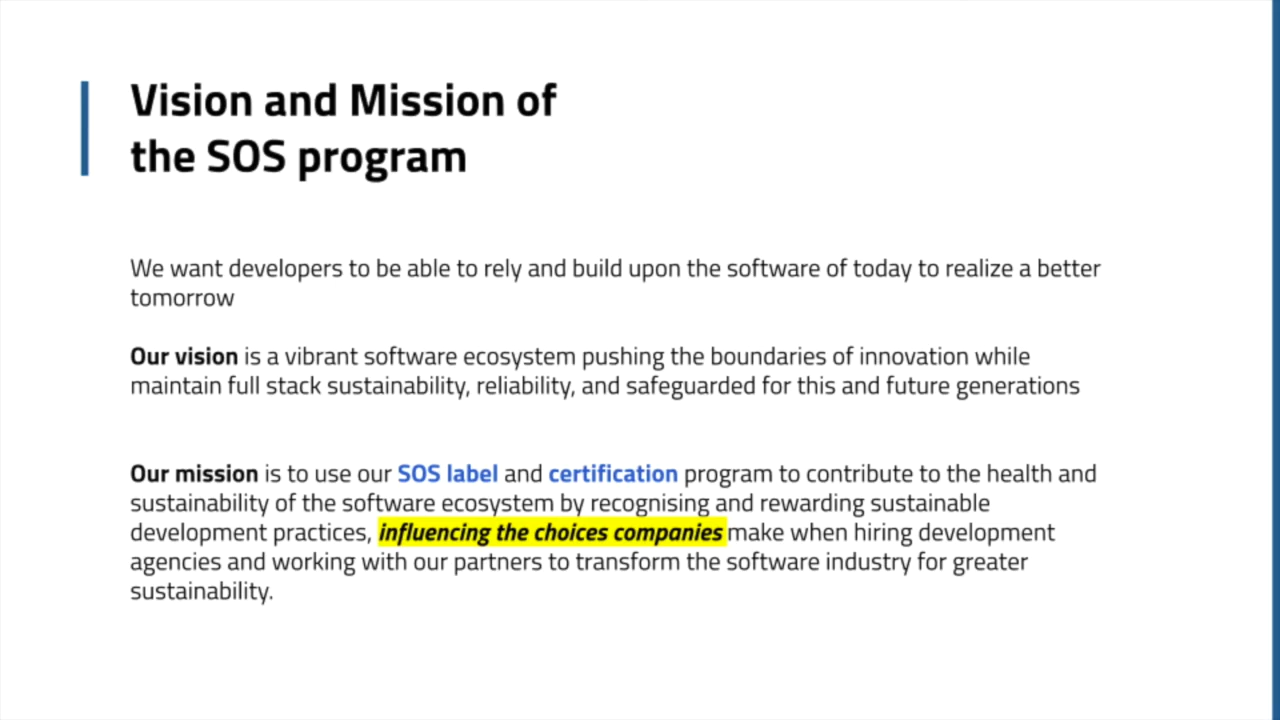 Vision and Mission of
the SOS program
We want developers to be able to rely and build upon the software of today to realize a better
tomorrow
Our vision is a vibrant software ecosystem pushing the boundaries of innovation while
maintain full stack sustainability, reliability, and safeguarded for this and future generations
Our mission is to use our SOS label and certification program to contribute to the health and
sustainability of the software ecosystem by recognising and rewarding sustainable
development practices, influencing the choices companies make when hiring development
agencies and working with our partners to transform the software industry for greater
sustainability.